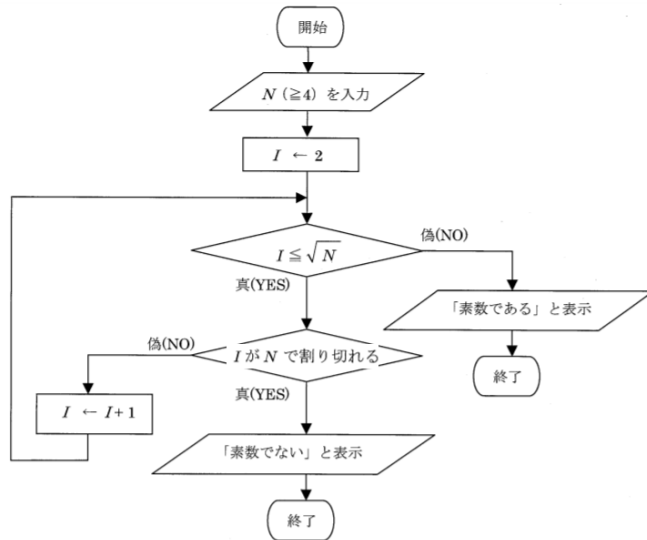 開始
N (≧4) を入力
I ← 2
I ≦ √N
偽(NO)
真(YES)
「素数である」と表示
偽(NO)
I が N で割り切れる
終了
真(YES)
I ← I+1
「素数でない」と表示
終了